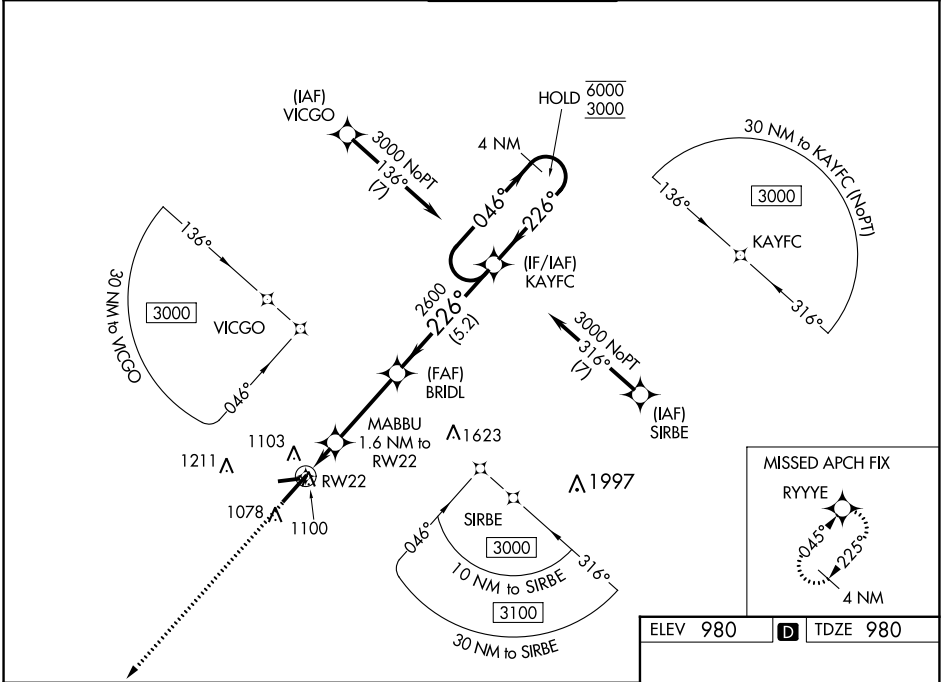 (IAF)
VICGO
3000 NoPT
136°
(7)
HOLD
6000
3000
4 NM
046°
226°
(IF/IAF)
KAYFC
30 NM to KAYFC (NoPT)
136°
3000
KAYFC
316°
136°
30 NM to VICGO
3000
VICGO
046°
2600
226°
(5.2)
(FAF)
BRIDL
3000 NoPT
316°
(7)
(IAF)
SIRBE
MABBU
1.6 NM to
RW22
1623
1103
1211
RW22
1078
1100
1997
SIRBE
046°
3000
316°
10 NM to SIRBE
3100
30 NM to SIRBE
MISSED APCH FIX
RYYYE
045°
225°
4 NM
ELEV 980 D TDZE 980